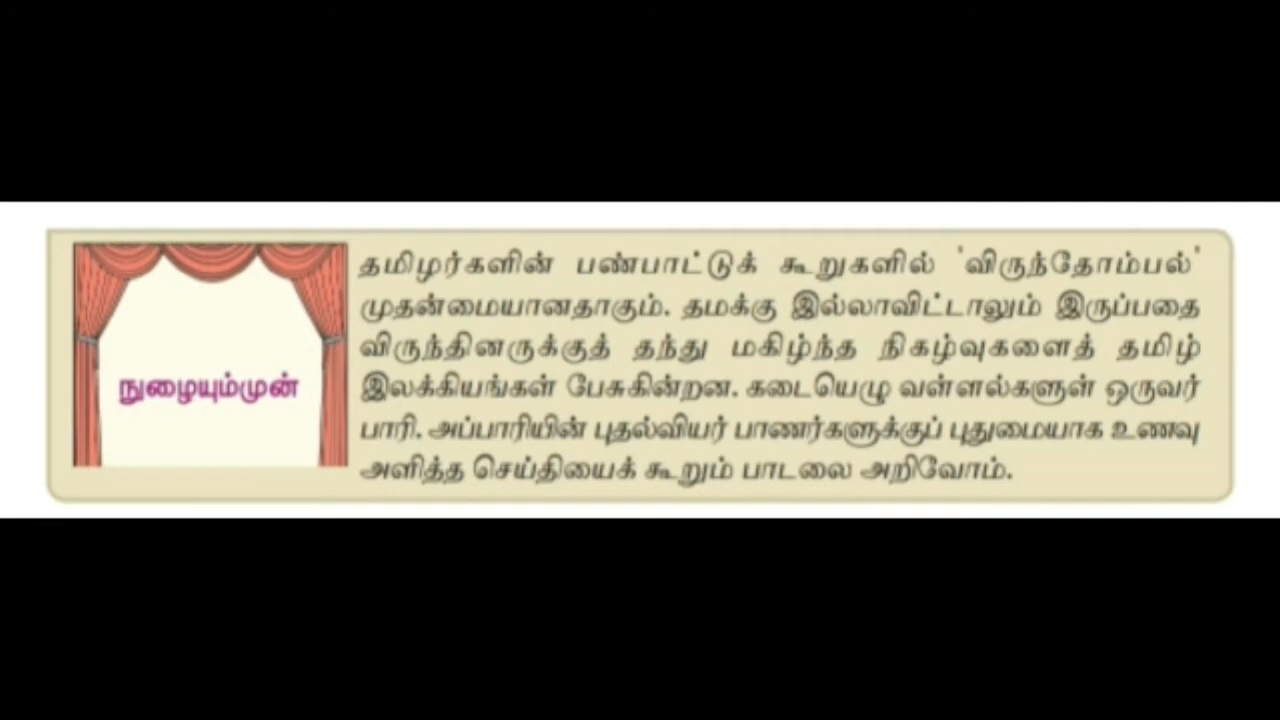 நுழையும்முன்
தமிழர்களின் பண்பாட்டுக் கூறுகளில் 'விருந்தோம்பல்'
முதன்மையானதாகும். தமக்கு இல்லாவிட்டாலும் இருப்பதை
விருந்தினருக்குத் தந்து மகிழ்ந்த நிகழ்வுகளைத் தமிழ்
இலக்கியங்கள் பேசுகின்றன. கடையெழு வள்ளல்களுள் ஒருவர்
பாரி. அப்பாரியின் புதல்வியர் பாணர்களுக்குப் புதுமையாக உணவு
அளித்த செய்தியைக் கூறும் பாடலை அறிவோம்.